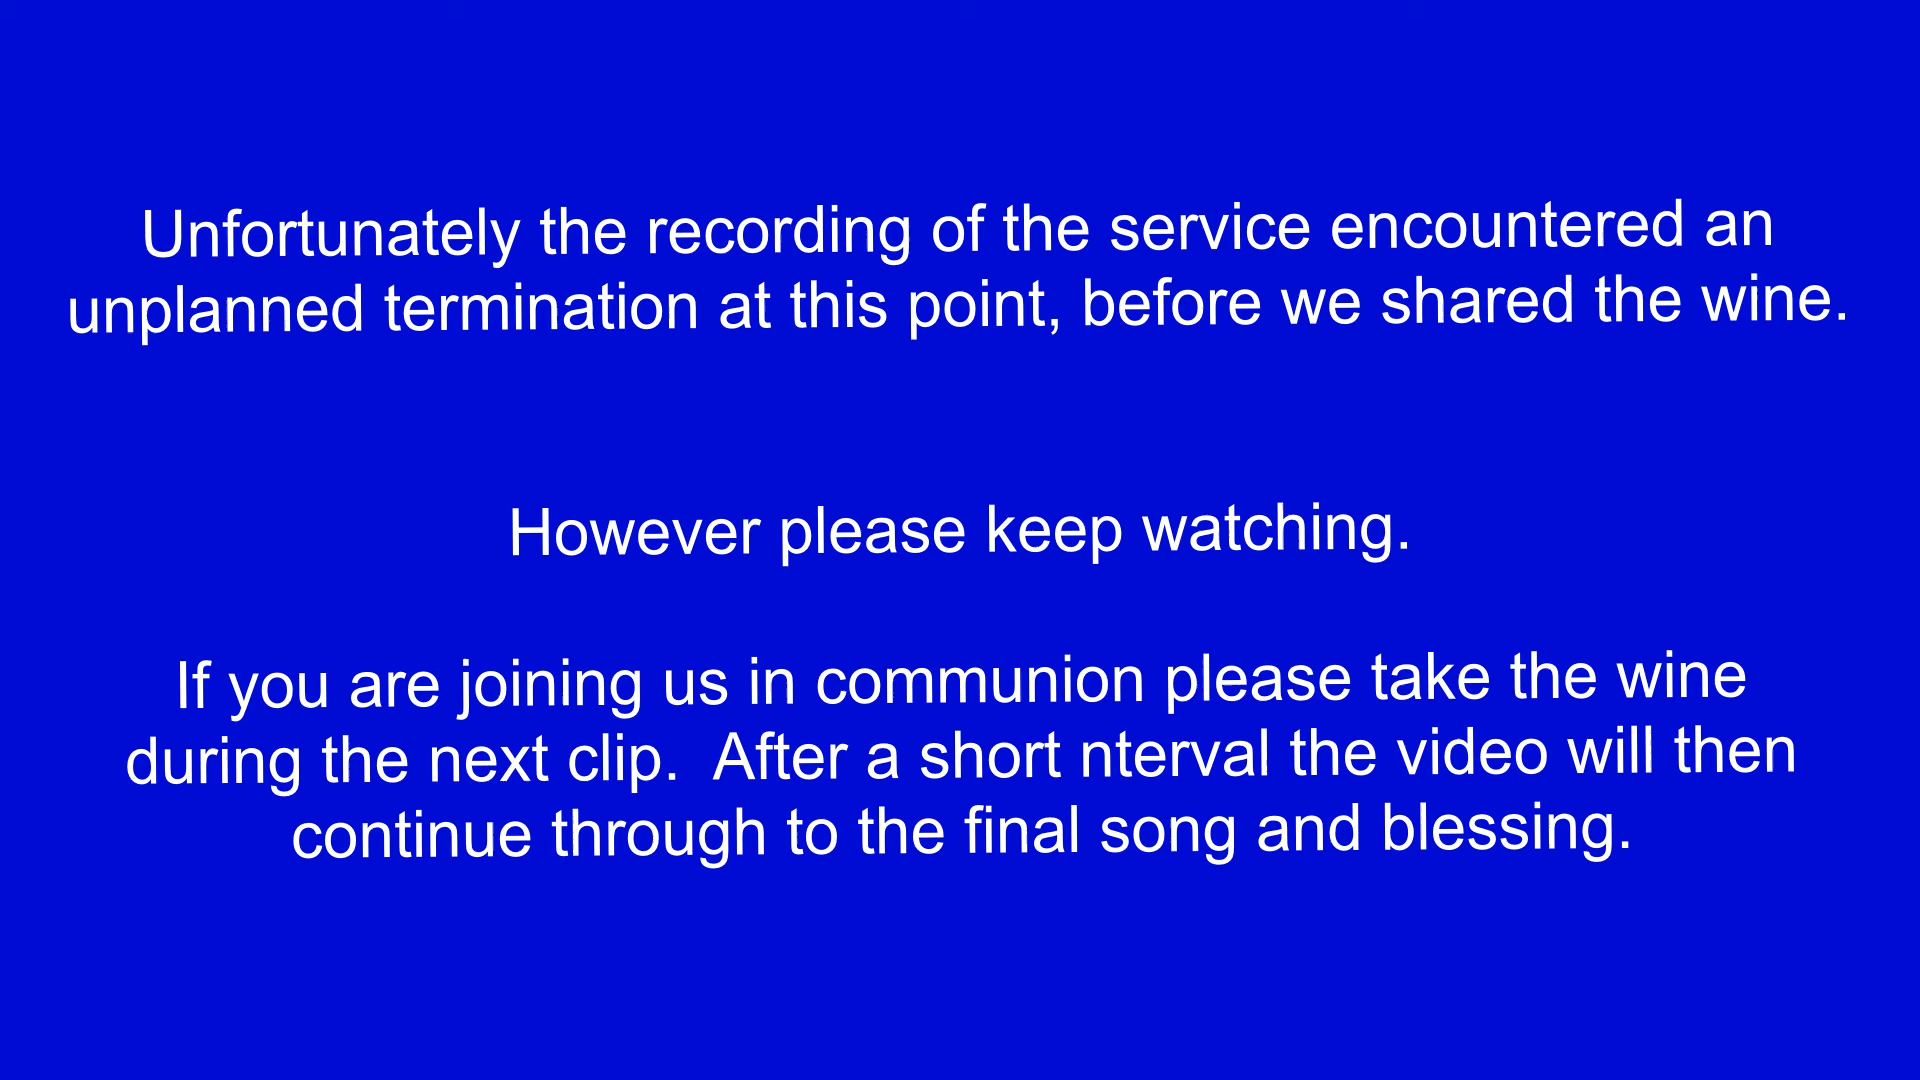 Unfortunately the recording of the service encountered an
unplanned termination at this point, before we shared the wine.
However please keep watching.
If you are joining us in communion please take the wine
during the next clip.  After a short nterval the video will then
continue through to the final song and blessing.